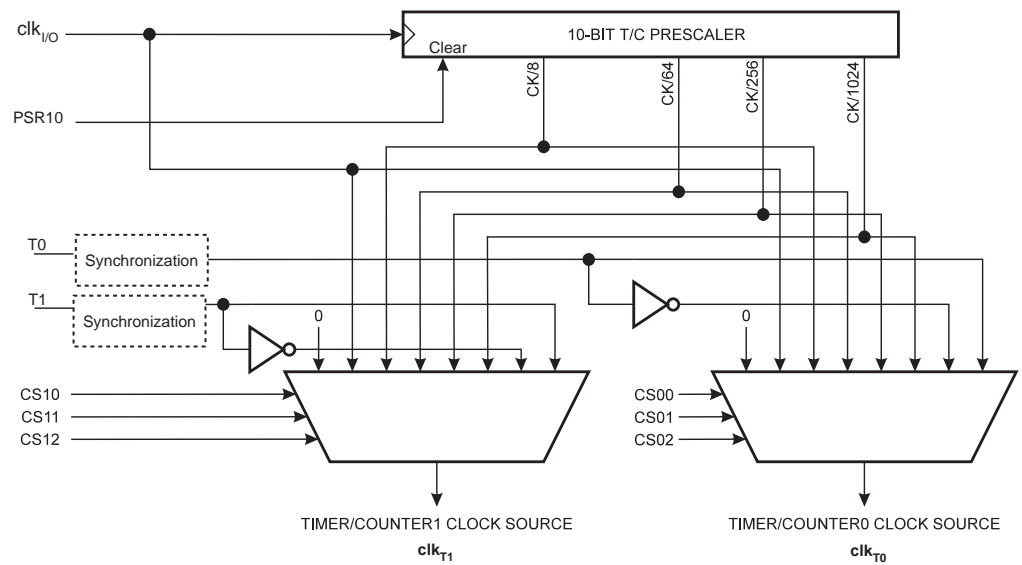 clkI/O
10-BIT T/C PRESCALER
Clear
PSR10
CK/8
CK/64
CK/256
CK/1024
T0
Synchronization
T1
Synchronization
0
0
CS10
CS11
CS12
CS00
CS01
CS02
TIMER/COUNTER1 CLOCK SOURCE
clkT1
TIMER/COUNTER0 CLOCK SOURCE
clkT0